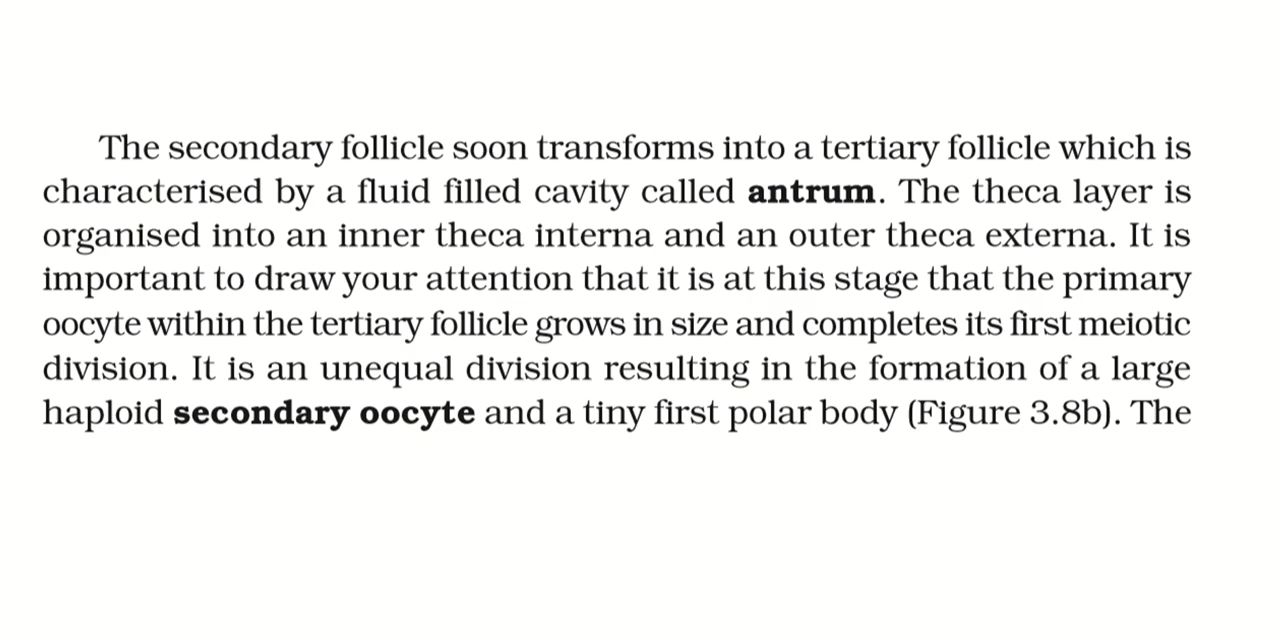 The secondary follicle soon transforms into a tertiary follicle which is
characterised by a fluid filled cavity called antrum. The theca layer is
organised into an inner theca interna and an outer theca externa. It is
important to draw your attention that it is at this stage that the primary
oocyte within the tertiary follicle grows in size and completes its first meiotic
division. It is an unequal division resulting in the formation of a large
haploid secondary oocyte and a tiny first polar body (Figure 3.8b). The